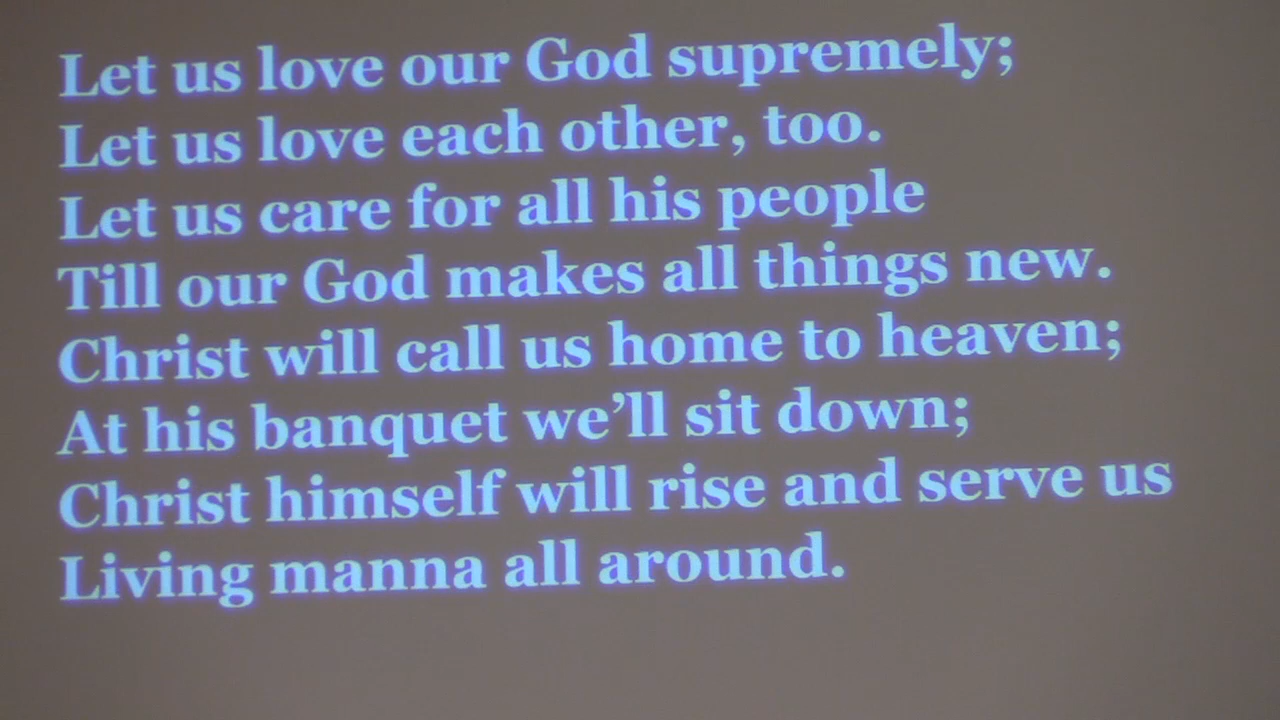 Let us love our God supremely;
Let us love each other, too.
Let us care for all his people
Till our God makes all things new.
Christ will call us home to heaven;
At his banquet we’ll sit down;
Christ himself will rise and serve us
Living manna all around.